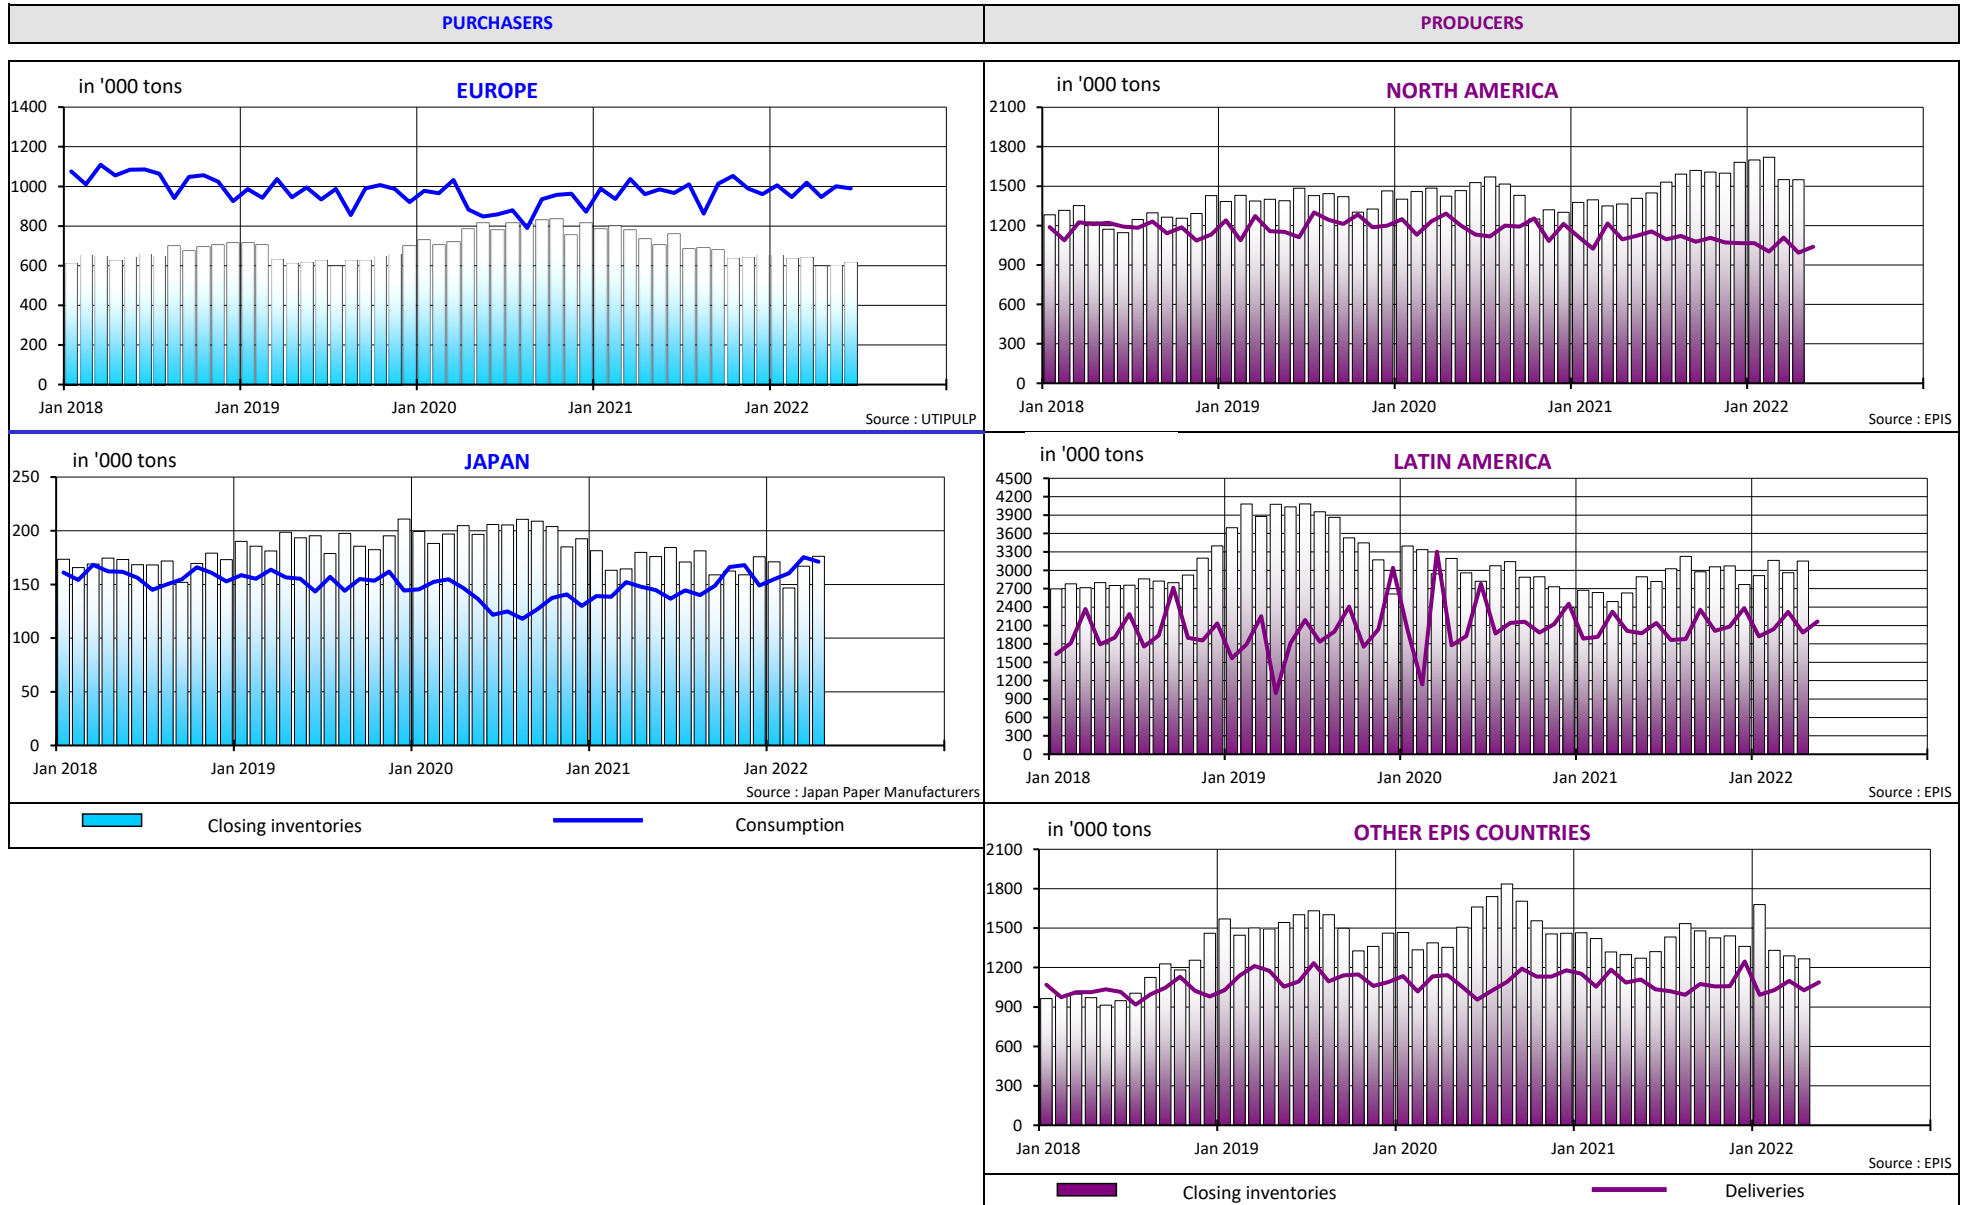 PURCHASERS
PRODUCERS
in '000 tons
EUROPE
1400
1200
1000
800
600
400
200
0
Jan 2018
Jan 2019
Jan 2020
Jan 2021
Jan 2022
Source : UTIPULP
in '000 tons
JAPAN
250
200
150
100
50
0
Jan 2018
Jan 2019
Jan 2020
Jan 2021
Jan 2022
Source : Japan Paper Manufacturers
Closing inventories
Consumption
in '000 tons
NORTH AMERICA
2100
1800
1500
1200
900
600
300
0
Jan 2018
Jan 2019
Jan 2020
Jan 2021
Jan 2022
Source : EPIS
in '000 tons
LATIN AMERICA
4500
4200
3900
3600
3300
3000
2700
2400
2100
1800
1500
1200
900
600
300
0
Jan 2018
Jan 2019
Jan 2020
Jan 2021
Jan 2022
Source : EPIS
in '000 tons
OTHER EPIS COUNTRIES
2100
1800
1500
1200
900
600
300
0
Jan 2018
Jan 2019
Jan 2020
Jan 2021
Jan 2022
Source : EPIS
Closing inventories
Deliveries